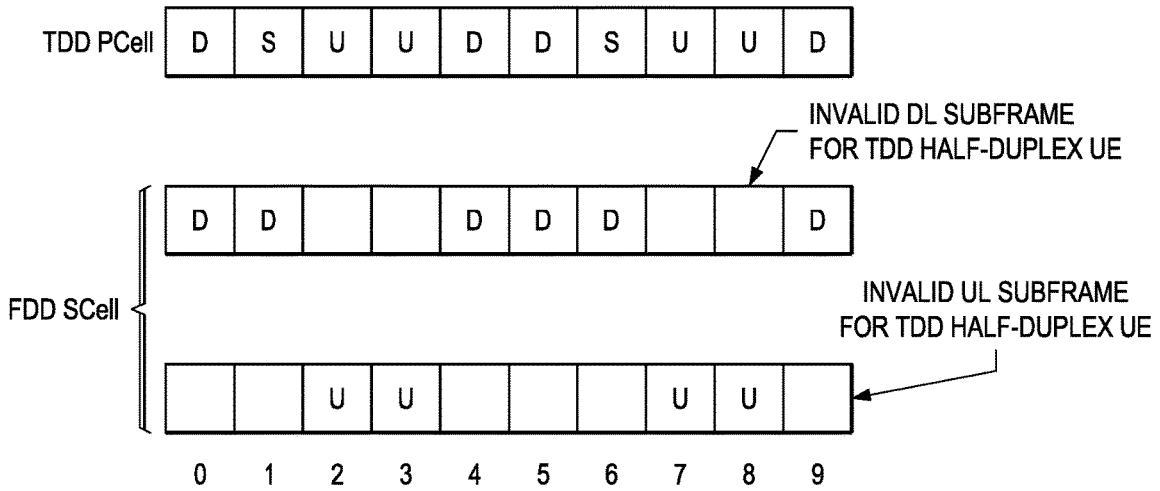 TDD PCell D S U U D D S U U D
INVALID DL SUBFRAME
FOR TDD HALF-DUPLEX UE
D D D D D D
FDD SCell
INVALID UL SUBFRAME
FOR TDD HALF-DUPLEX UE
U U U U
0 1 2 3 4 5 6 7 8 9